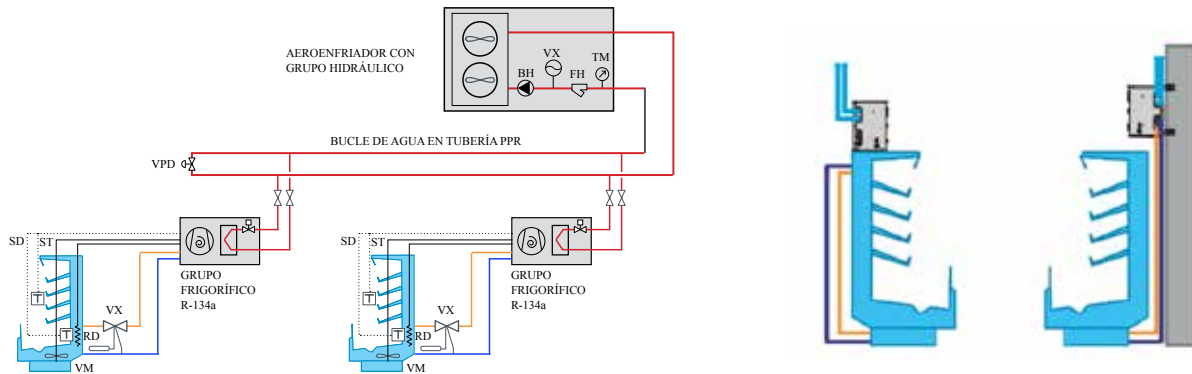 AEROENFRIADOR CON
GRUPO HIDRÁULICO
BH
VX
FH
TM
BUCLE DE AGUA EN TUBERÍA PPR
VPD
SD
ST
T
T
VX
RD
VM
GRUPO
FRIGORÍFICO
R-134a
SD
ST
T
T
VX
RD
VM
GRUPO
FRIGORÍFICO
R-134a